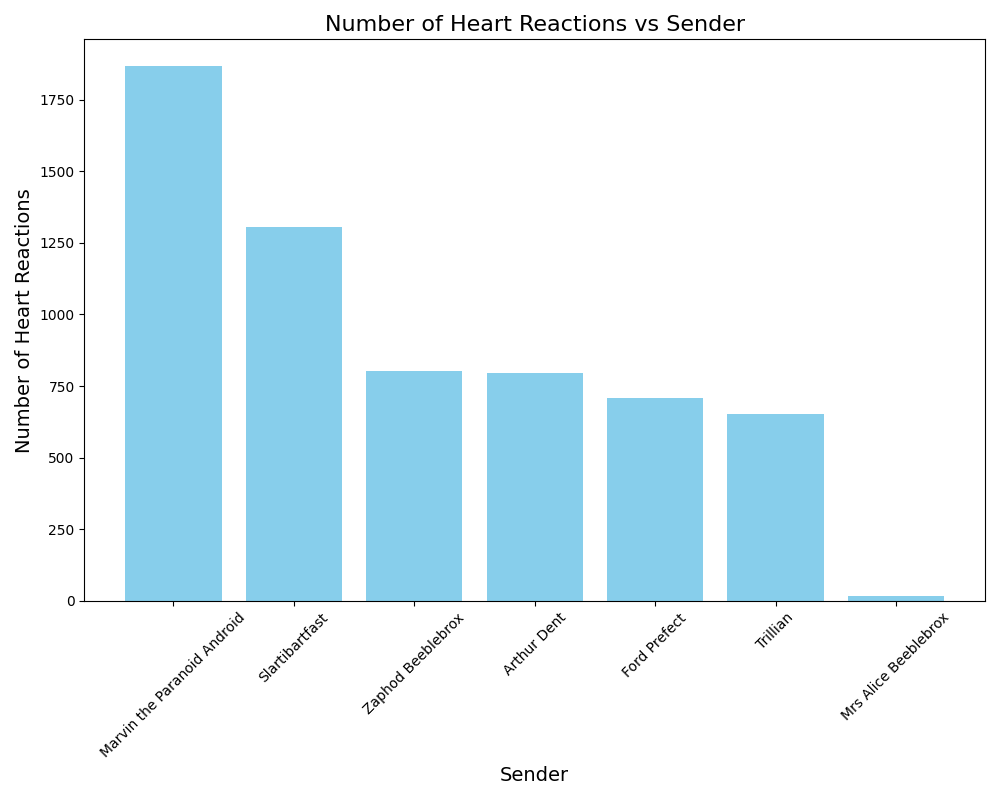 Number of Heart Reactions vs Sender
Number of Heart Reactions
1750
1500
1250
1000
750
500
250
0
Marvin the Paranoid Android
Slartibartfast
Zaphod Beeblebrox
Arthur Dent
Ford Prefect
Trillian
Mrs Alice Beeblebrox
Sender